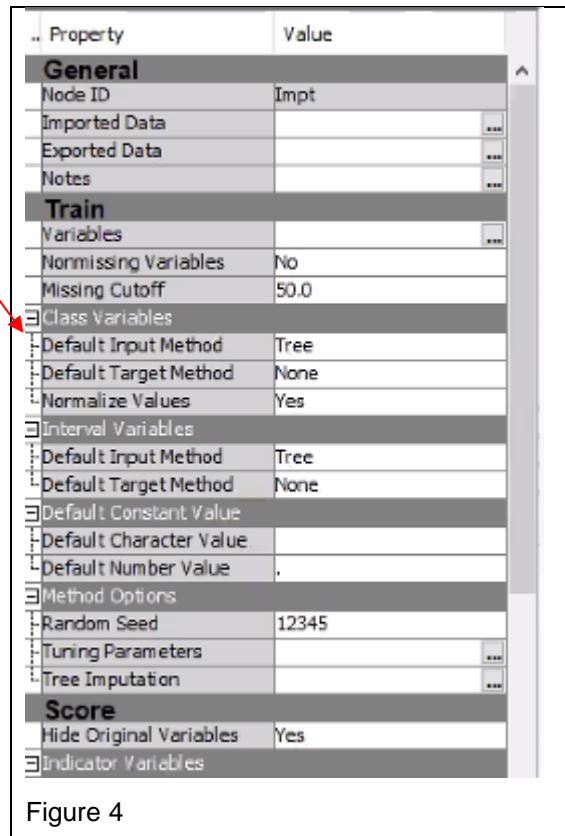 .. Property Value
General
Node ID Impt
Imported Data ...
Exported Data ...
Notes ...
Train
Variables ...
Nonmissing Variables No
Missing Cutoff 50.0
Class Variables
Default Input Method Tree
Default Target Method None
Normalize Values Yes
Interval Variables
Default Input Method Tree
Default Target Method None
Default Constant Value
Default Character Value
Default Number Value .
Method Options
Random Seed 12345
Tuning Parameters ...
Tree Imputation ...
Score
Hide Original Variables Yes
Indicator Variables
Figure 4